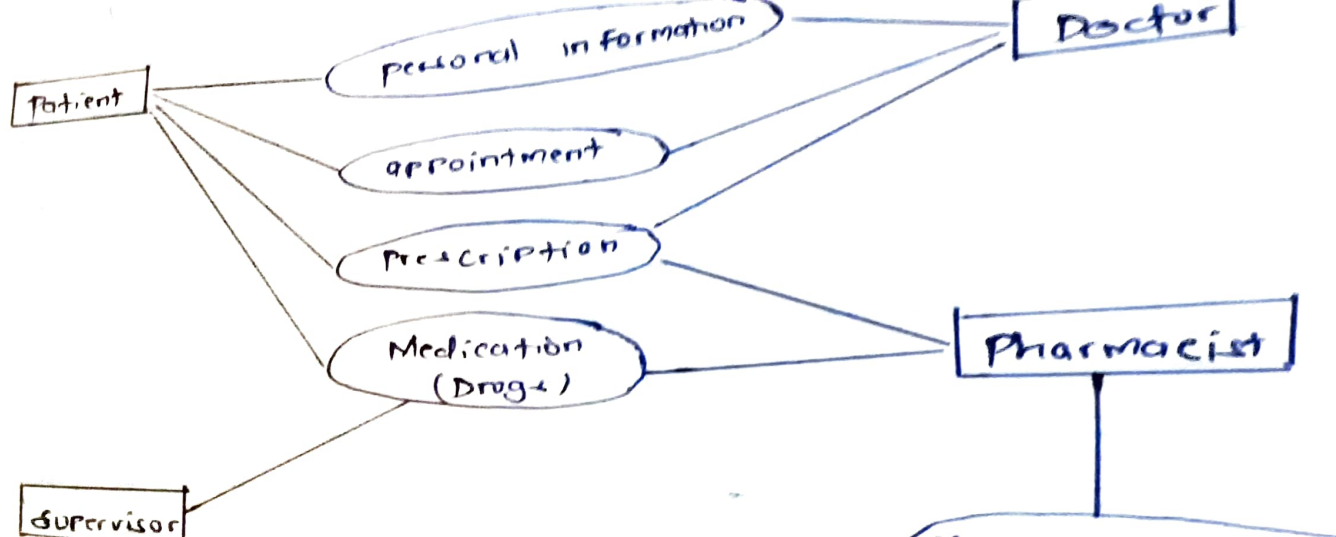 Doctor
personal information
Patient
appointment
Prescription
Medication
(Drugs)
Pharmacist
Supervisor